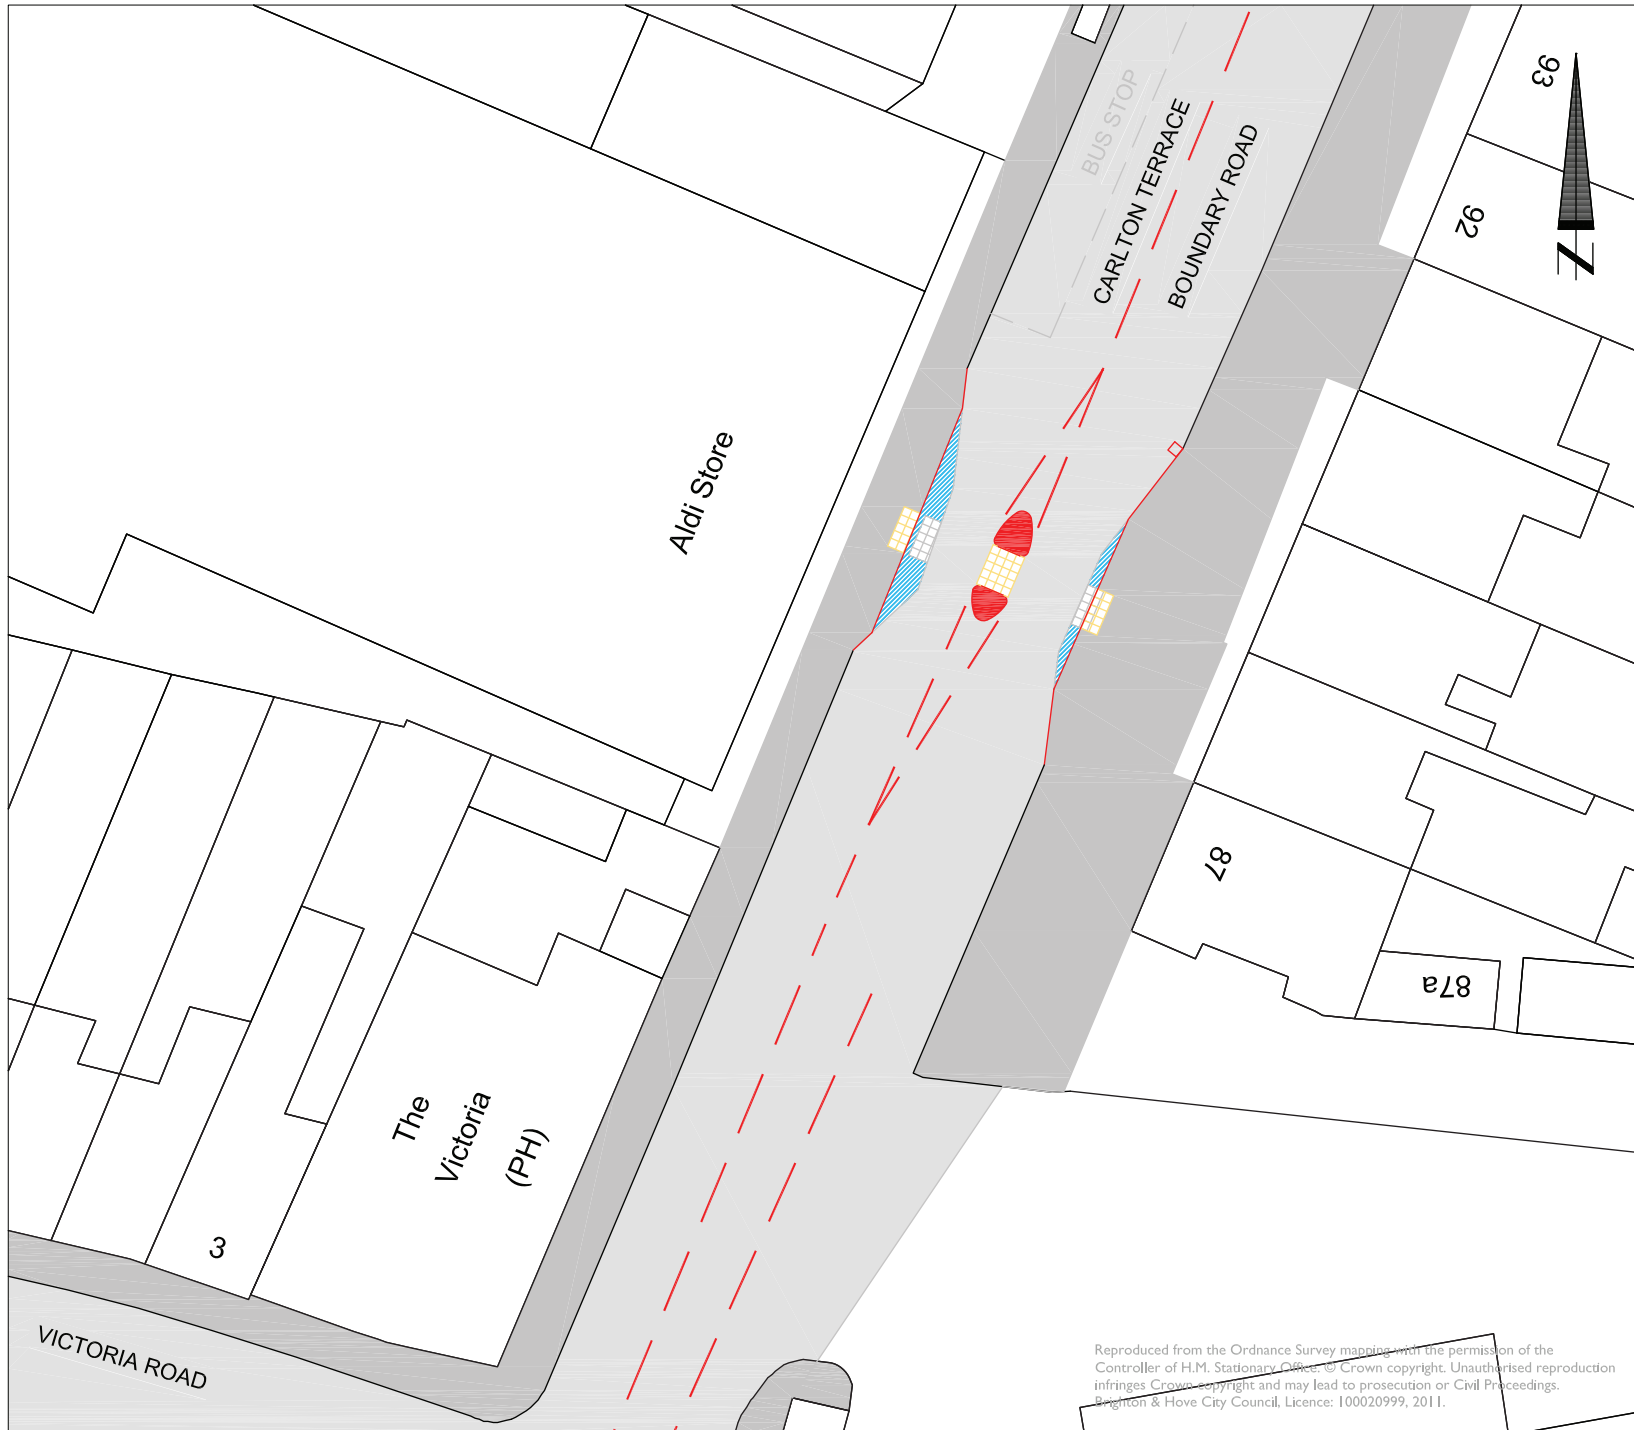 93
BUS STOP
CARLTON TERRACE
BOUNDARY ROAD
92
N
Aldi Store
87
87a
The
Victoria
(PH)
3
VICTORIA ROAD
Reproduced from the Ordnance Survey mapping with the permission of the
Controller of H.M. Stationary Office. © Crown copyright. Unauthorised reproduction
infringes Crown copyright and may lead to prosecution or Civil Proceedings.
Brighton & Hove City Council, Licence: 100020999, 2011.